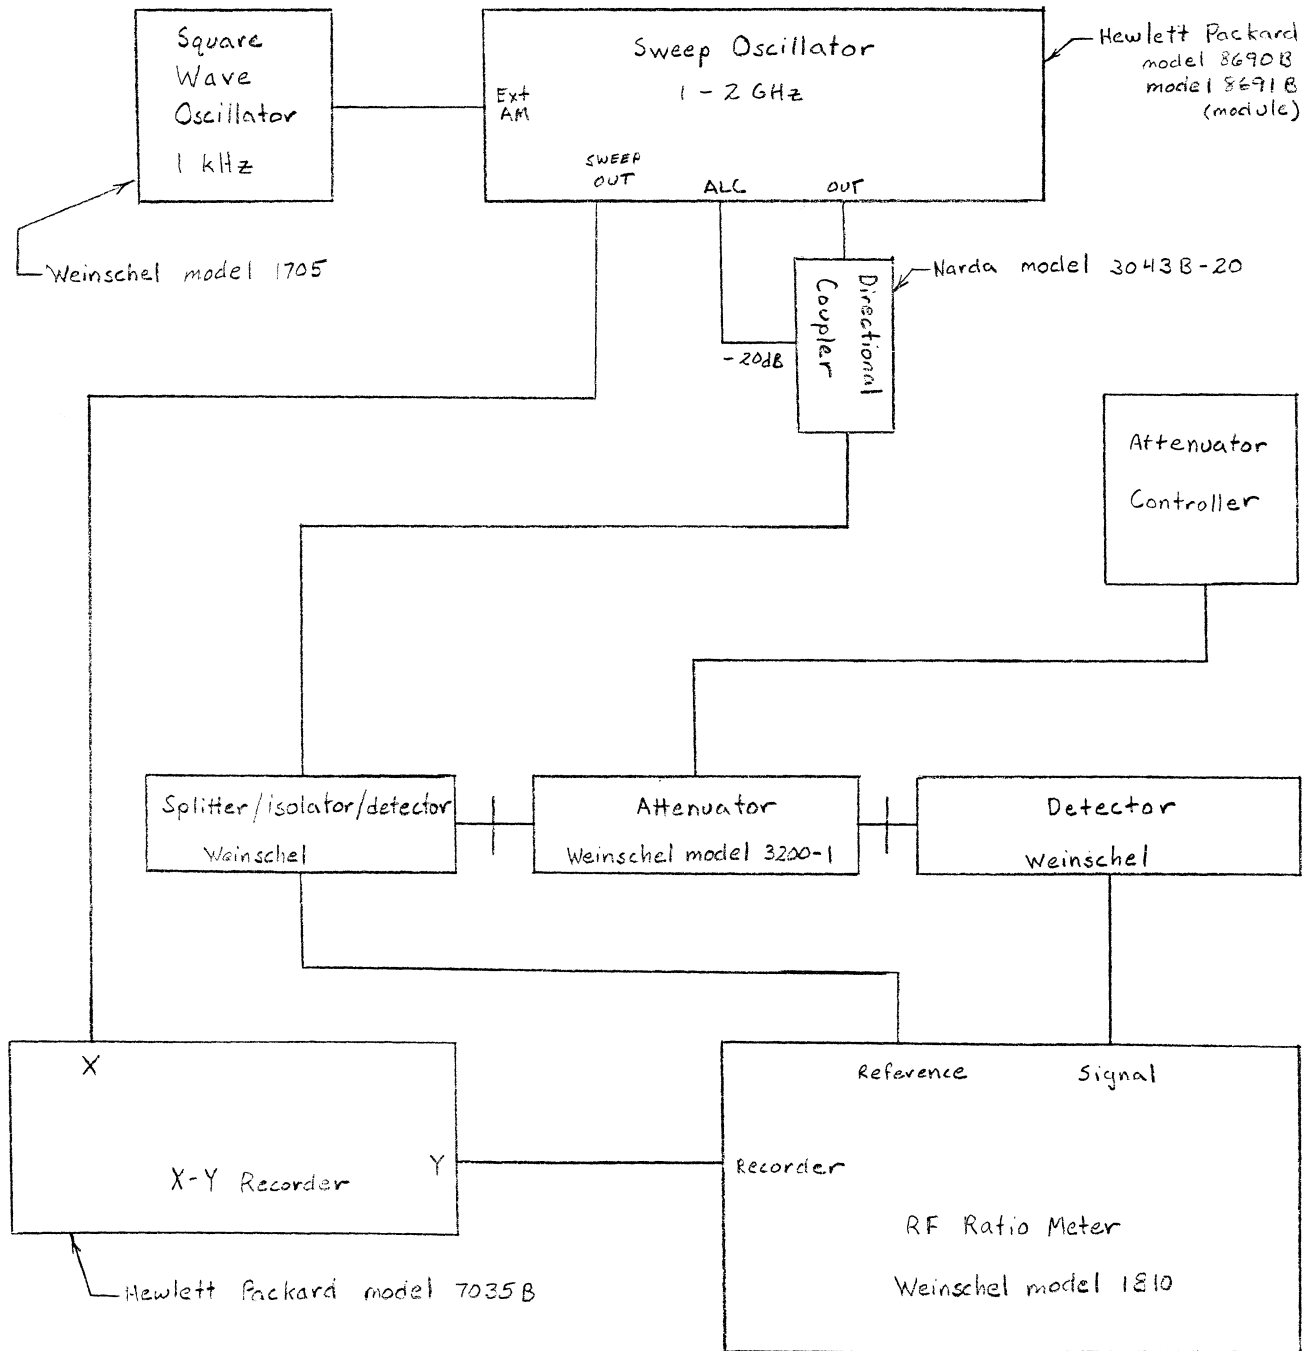 Square
Wave
Oscillator
1 kHz
Sweep Oscillator
1 - 2 GHz
Ext
AM
SWEEP
OUT
ALC
OUT
Hewlett Packard
model 8690B
model 8691B
(module)
Weinschel model 1705
Narda model 3043B-20
Directional
Coupler
-20dB
Attenuator
Controller
Splitter/isolator/detector
Weinschel
Attenuator
Weinschel model 3200-1
Detector
Weinschel
X
Y
X-Y Recorder
Hewlett Packard model 7035B
Reference
Signal
Recorder
RF Ratio Meter
Weinschel model 1810